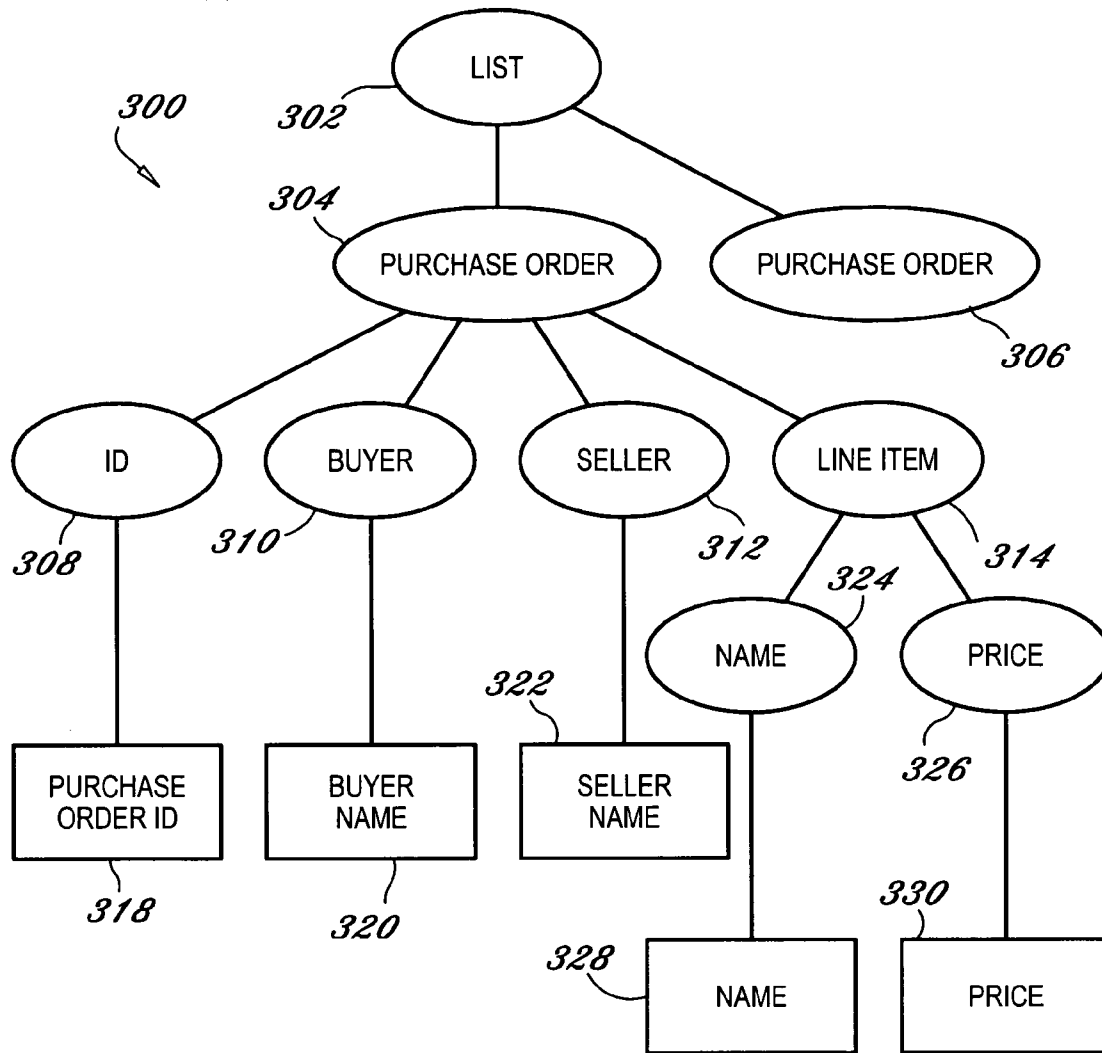 LIST
302
300
304
PURCHASE ORDER
PURCHASE ORDER
306
ID
BUYER
SELLER
LINE ITEM
308
310
312
314
324
NAME
PRICE
322
326
PURCHASE
ORDER ID
BUYER
NAME
SELLER
NAME
318
320
330
328
NAME
PRICE